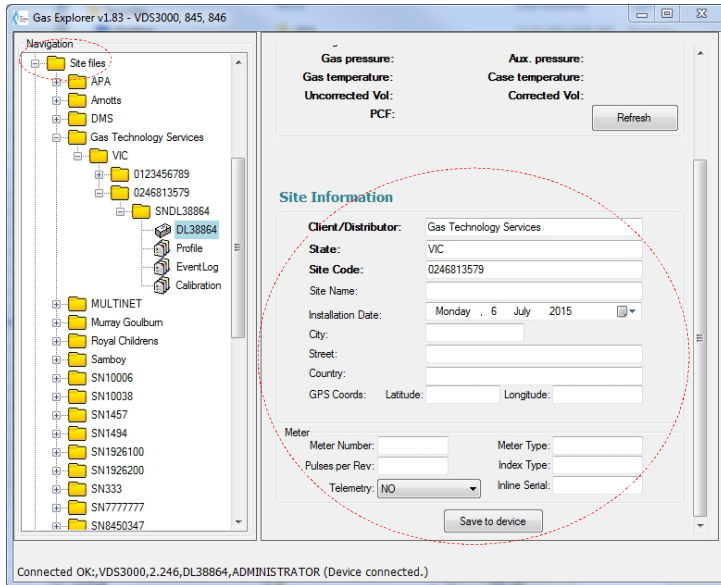 Gas Explorer v1.83 - VDS3000, 845, 846
Navigation
Site files
APA
Arnotts
DMS
Gas Technology Services
VIC
0123456789
0246813579
SNDL38864
DL38864
Profile
EventLog
Calibration
MULTINET
Murray Goulburn
Royal Childrens
Samboy
SN10006
SN10038
SN1457
SN1494
SN1926100
SN1926200
SN333
SN7777777
SN8450347
Gas pressure: Aux. pressure:
Gas temperature: Case temperature:
Uncorrected Vol: Corrected Vol:
PCF:
Refresh
Site Information
Client/Distributor: Gas Technology Services
State: VIC
Site Code: 0246813579
Site Name:
Installation Date: Monday , 6 July 2015
City:
Street:
Country:
GPS Coords: Latitude: Longitude:
Meter
Meter Number: Meter Type:
Pulses per Rev: Index Type:
Telemetry: NO Inline Serial:
Save to device
Connected OK:,VDS3000,2.246,DL38864,ADMINISTRATOR (Device connected.)